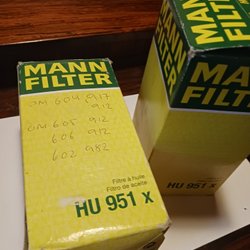 MANN
FILTER
OM 604 917
912
OM 605 912
606 912
602 982
Filtre à huile
Filtro de aceite
HU 951 x
MANN
FILTER
HU 951 x